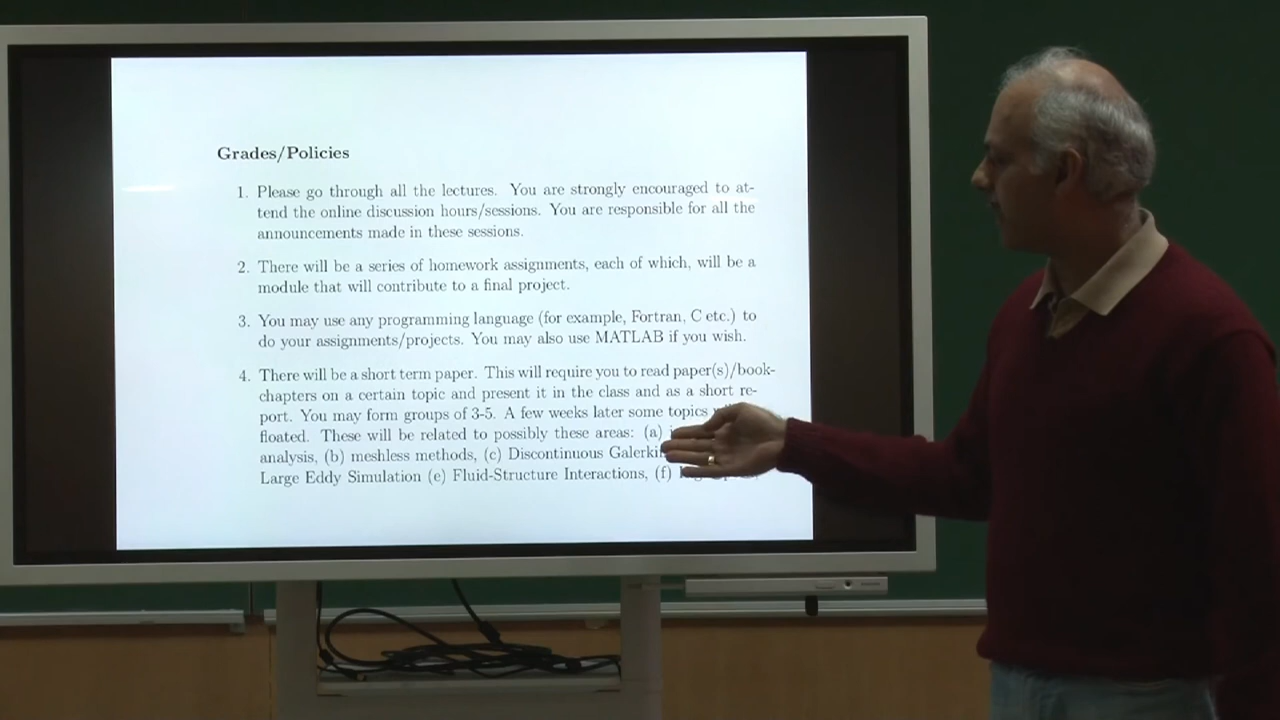 Grades/Policies
1. Please go through all the lectures. You are strongly encouraged to at-
tend the online discussion hours/sessions. You are responsible for all the
announcements made in these sessions.
2. There will be a series of homework assignments, each of which, will be a
module that will contribute to a final project.
3. You may use any programming language (for example, Fortran, C etc.) to
do your assignments/projects. You may also use MATLAB if you wish.
4. There will be a short term paper. This will require you to read paper(s)/book-
chapters on a certain topic and present it in the class and as a short re-
port. You may form groups of 3-5. A few weeks later some topics
floated. These will be related to possibly these areas: (a)
analysis, (b) meshless methods, (c) Discontinuous
Large Eddy Simulation (e) Fluid-Structure Interactions, (f)